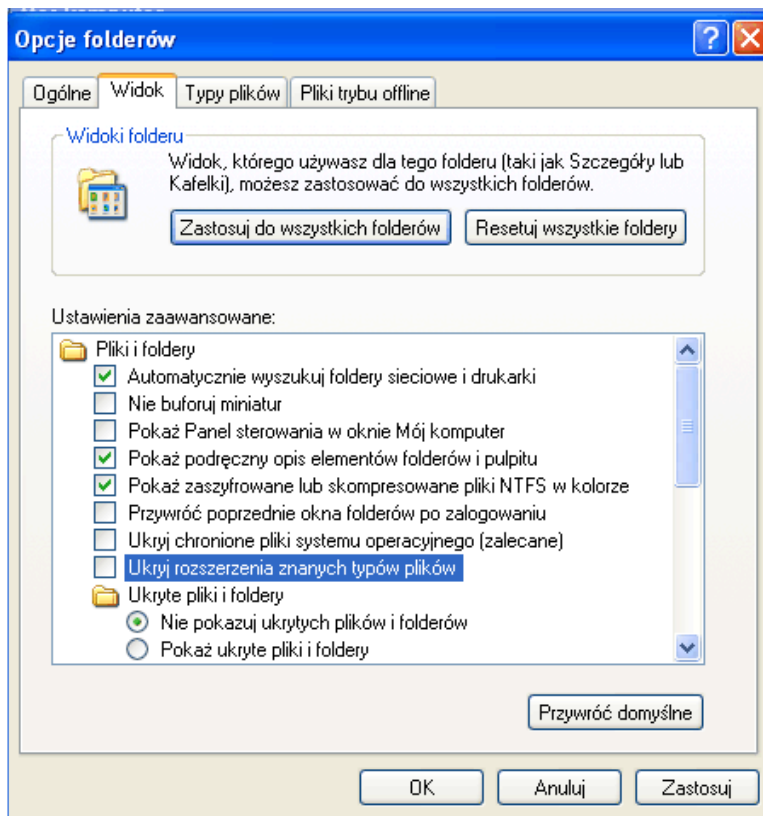 Opcje folderów
Ogólne
Widok
Typy plików
Pliki trybu offline
Widoki folderu
Widok, którego używasz dla tego folderu (taki jak Szczegóły lub
Kafelki), możesz zastosować do wszystkich folderów.
Zastosuj do wszystkich folderów
Resetuj wszystkie foldery
Ustawienia zaawansowane:
Pliki i foldery
Automatycznie wyszukuj foldery sieciowe i drukarki
Nie buforuj miniatur
Pokaż Panel sterowania w oknie Mój komputer
Pokaż podręczny opis elementów folderów i pulpitu
Pokaż zaszyfrowane lub skompresowane pliki NTFS w kolorze
Przywróć poprzednie okna folderów po zalogowaniu
Ukryj chronione pliki systemu operacyjnego (zalecane)
Ukryj rozszerzenia znanych typów plików
Ukryte pliki i foldery
Nie pokazuj ukrytych plików i folderów
Pokaż ukryte pliki i foldery
Przywróć domyślne
OK
Anuluj
Zastosuj